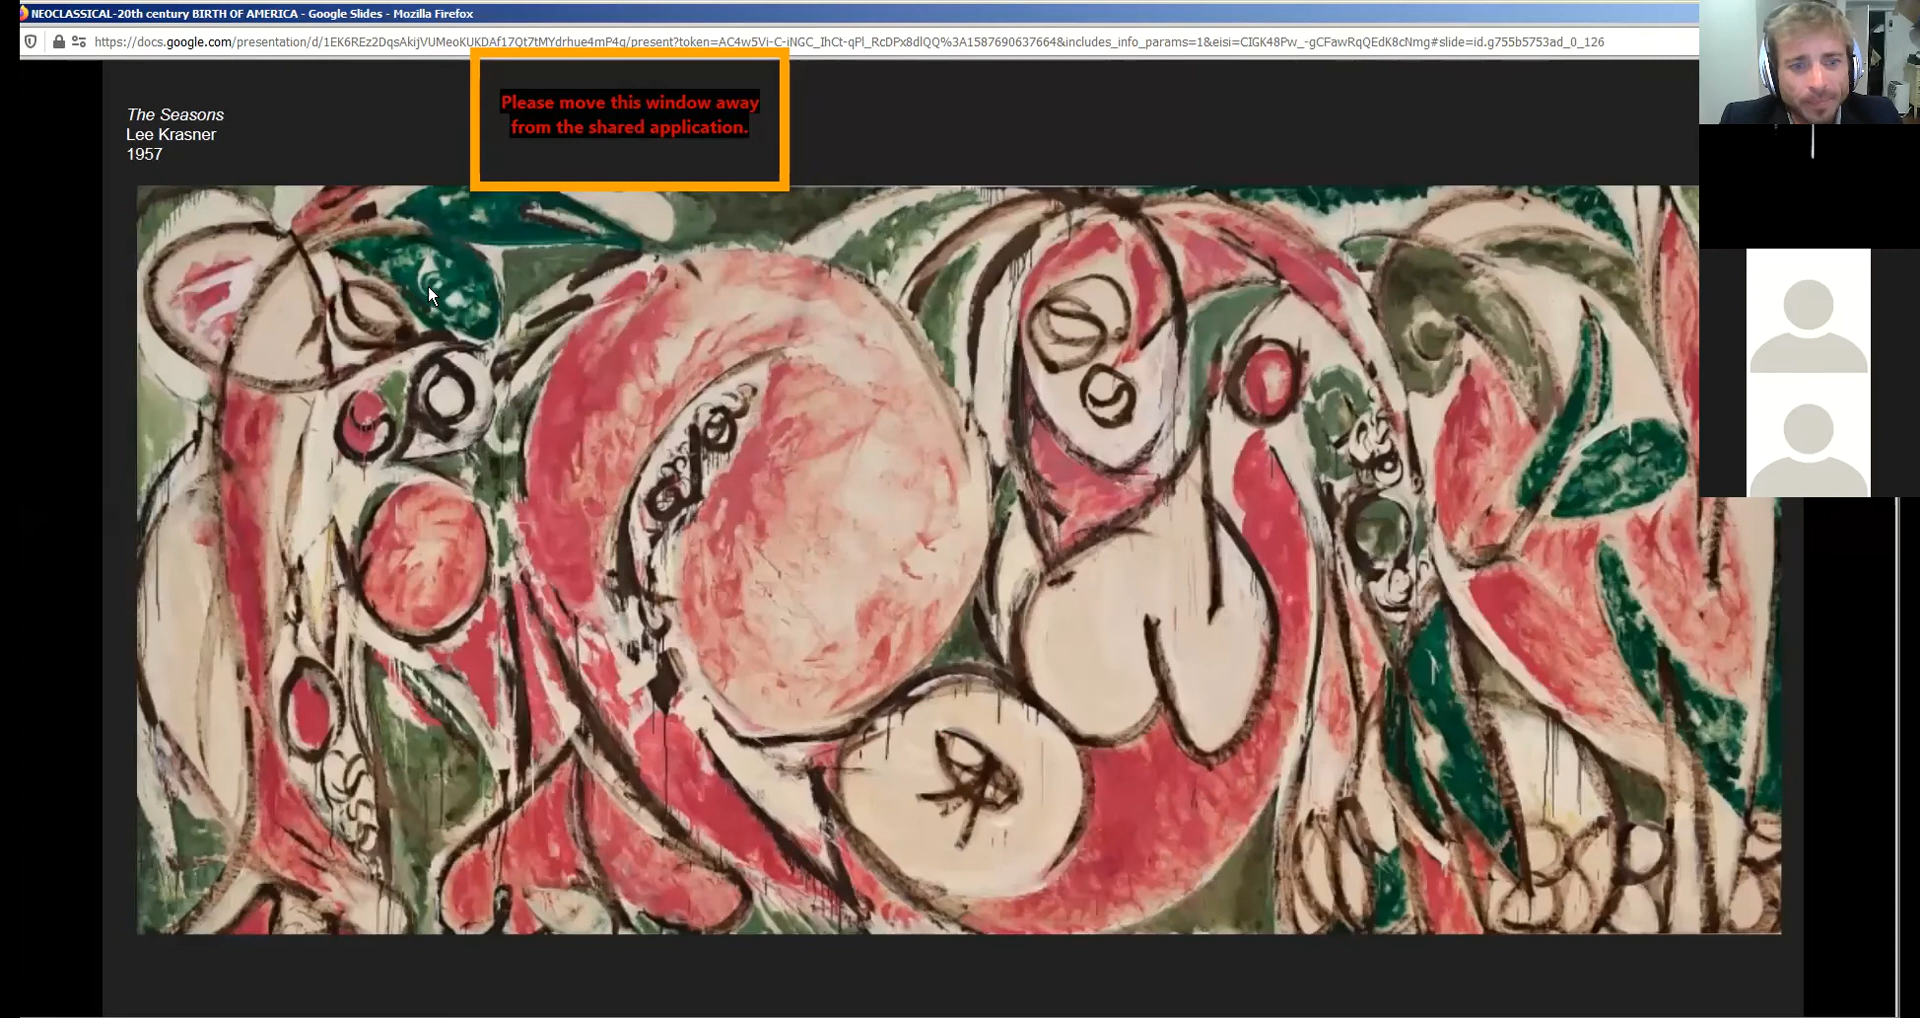 NEOCLASSICAL-20th century BIRTH OF AMERICA - Google Slides - Mozilla Firefox
https://docs.google.com/presentation/d/1EK6REz2DqsAkijVUMeoKUKDAf17Qt7tMYdrhue4mP4q/present?token=AC4w5Vi-C-iNGC_IhCt-qPl_RcDPx8dlQQ%3A1587690637664&includes_info_params=1&eisi=CIGK48Pw_-gCFawRqQEdK8cNmg#slide=id.g755b5753ad_0_126
Please move this window away
from the shared application.
The Seasons
Lee Krasner
1957